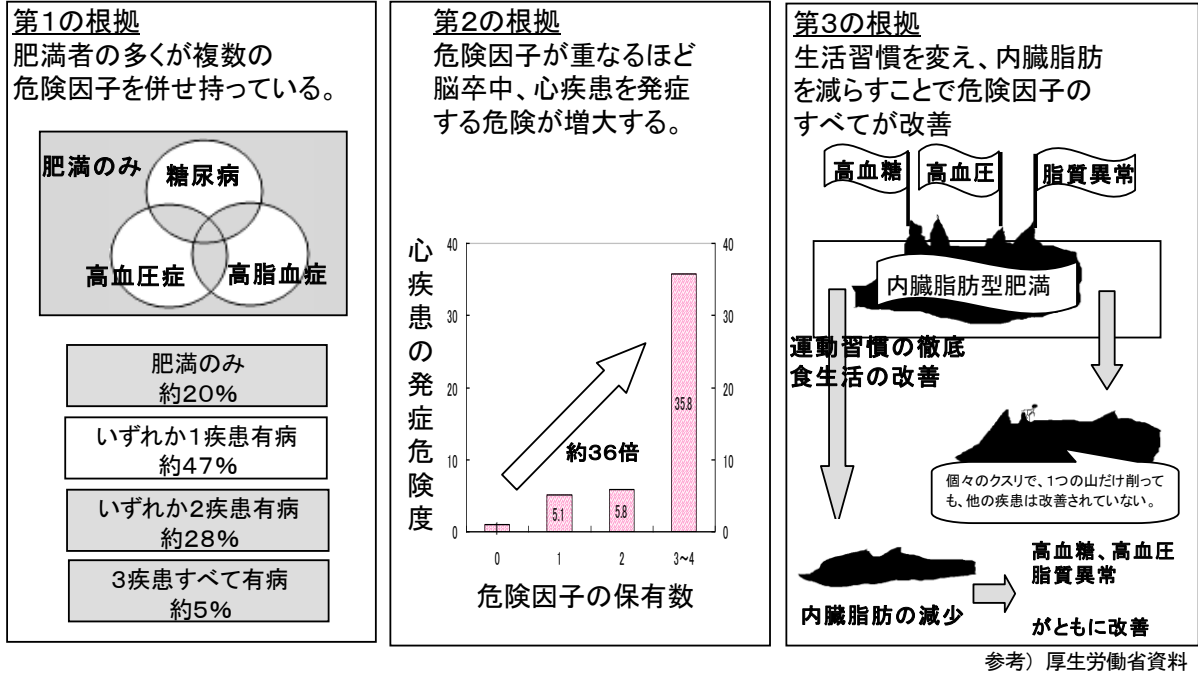 第1の根拠
肥満者の多くが複数の
危険因子を併せ持っている。
肥満のみ
糖尿病
高血圧症
高脂血症
肥満のみ
約20%
いずれか1疾患有病
約47%
いずれか2疾患有病
約28%
3疾患すべて有病
約5%
第2の根拠
危険因子が重なるほど
脳卒中、心疾患を発症
する危険が増大する。
心疾患の発症危険度
40
30
20
10
0
40
30
20
10
0
約36倍
5.1
5.8
35.8
0
1
2
3~4
危険因子の保有数
第3の根拠
生活習慣を変え、内臓脂肪
を減らすことで危険因子の
すべてが改善
高血糖
高血圧
脂質異常
内臓脂肪型肥満
運動習慣の徹底
食生活の改善
個々のクスリで、1つの山だけ削って
も、他の疾患は改善されていない。
内臓脂肪の減少
高血糖、高血圧
脂質異常
がともに改善
参考）厚生労働省資料